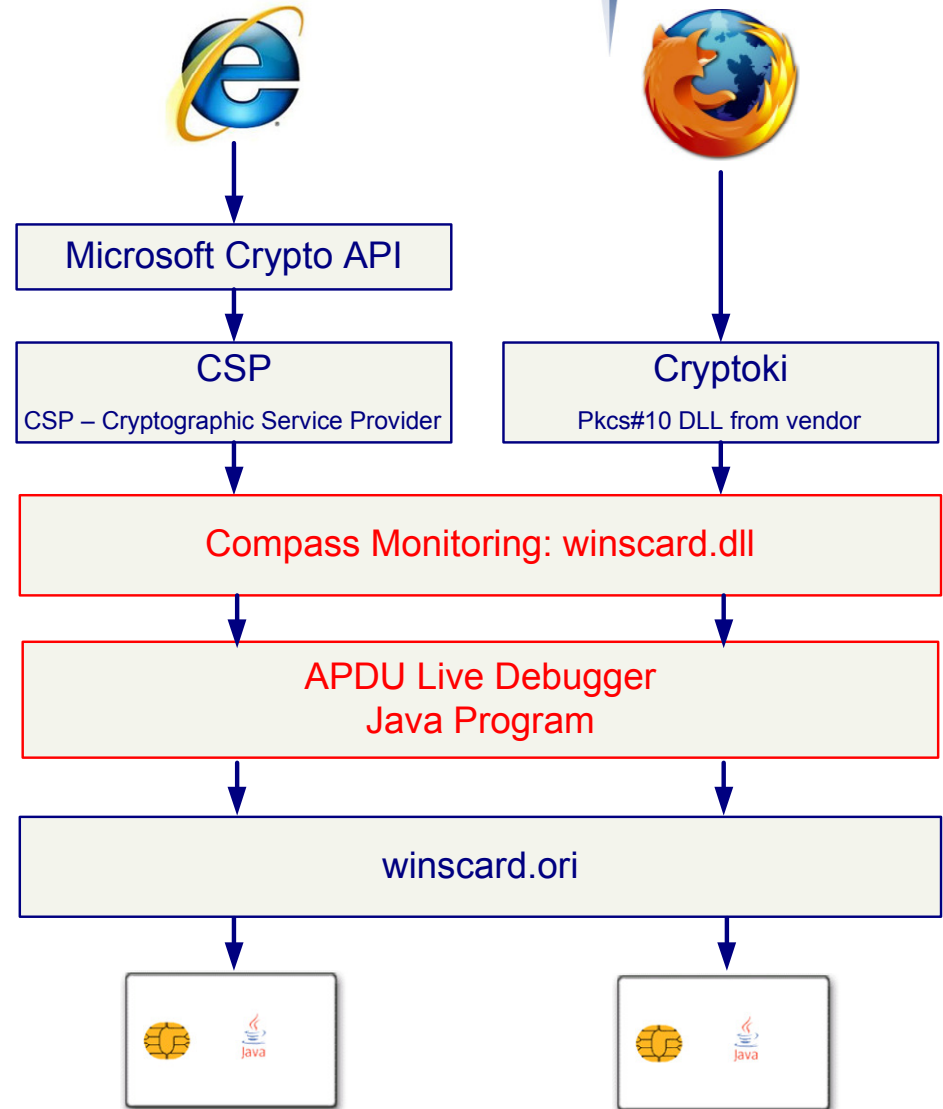 Microsoft Crypto API
CSP
CSP – Cryptographic Service Provider
Cryptoki
Pkcs#10 DLL from vendor
Compass Monitoring: winscard.dll
APDU Live Debugger
Java Program
winscard.ori
Java
Java